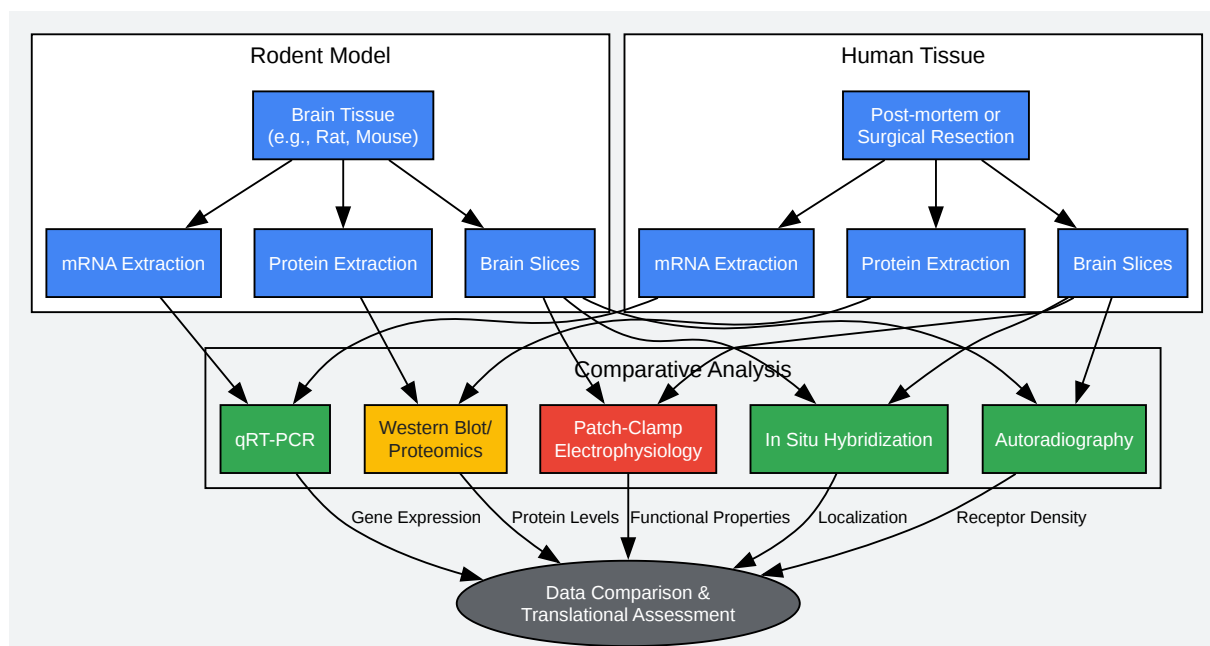 Rodent Model
Human Tissue
Brain Tissue
(e.g., Rat, Mouse)
Post-mortem or
Surgical Resection
mRNA Extraction
Protein Extraction
Brain Slices
mRNA Extraction
Protein Extraction
Brain Slices
Comparative Analysis
qRT-PCR
Western Blot/
Proteomics
Patch-Clamp
Electrophysiology
In Situ Hybridization
Autoradiography
Gene Expression
Protein Levels
Functional Properties
Localization
Receptor Density
Data Comparison &
Translational Assessment